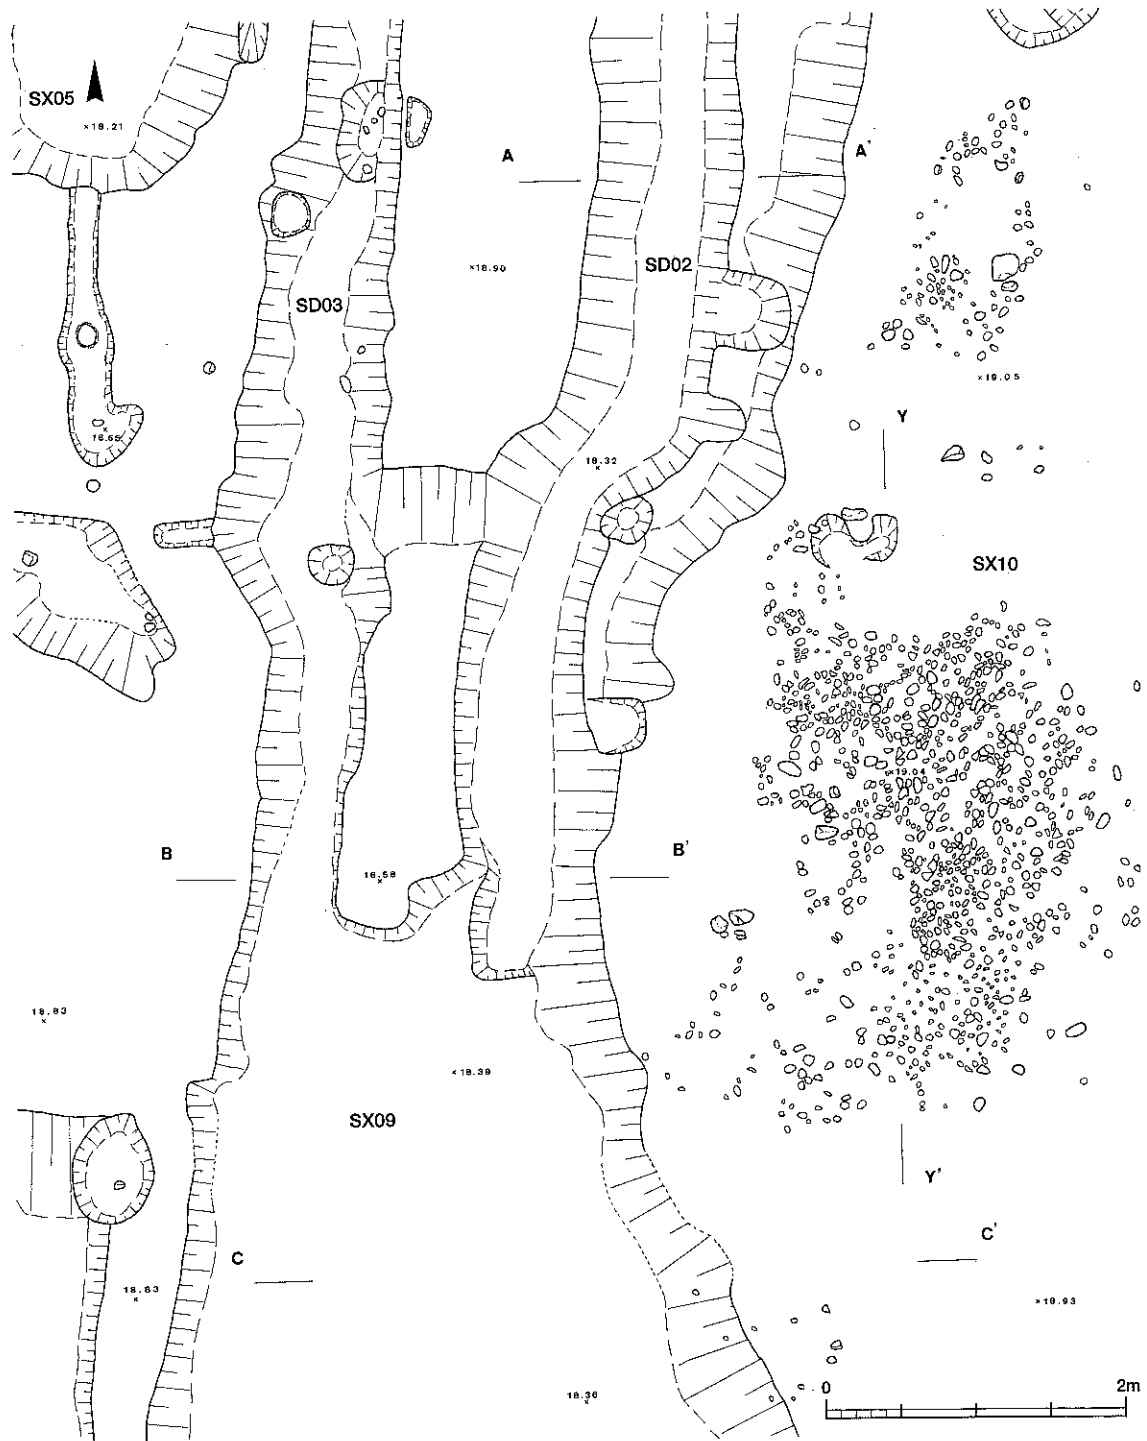 SX05
×18.21
A
A'
×18.90
SD02
SD03
×19.05
Y
18.65
18.32
×
SX10
×19.04
B
B'
18.58
×
18.83
×
×18.39
SX09
Y'
C'
C
18.83
×
×18.93
18.36
×
0
2m